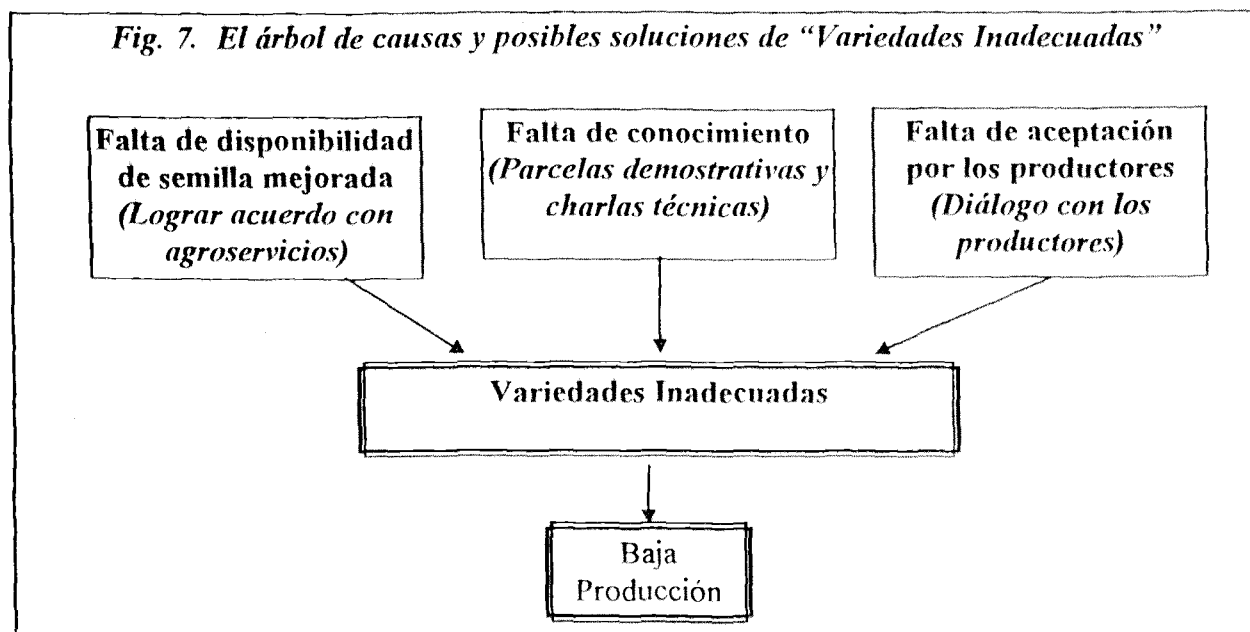 Fig. 7. El árbol de causas y posibles soluciones de “Variedades Inadecuadas”
Falta de disponibilidad
de semilla mejorada
(Lograr acuerdo con
agroservicios)
Falta de conocimiento
(Parcelas demostrativas y
charlas técnicas)
Falta de aceptación
por los productores
(Diálogo con los
productores)
Variedades Inadecuadas
Baja
Producción